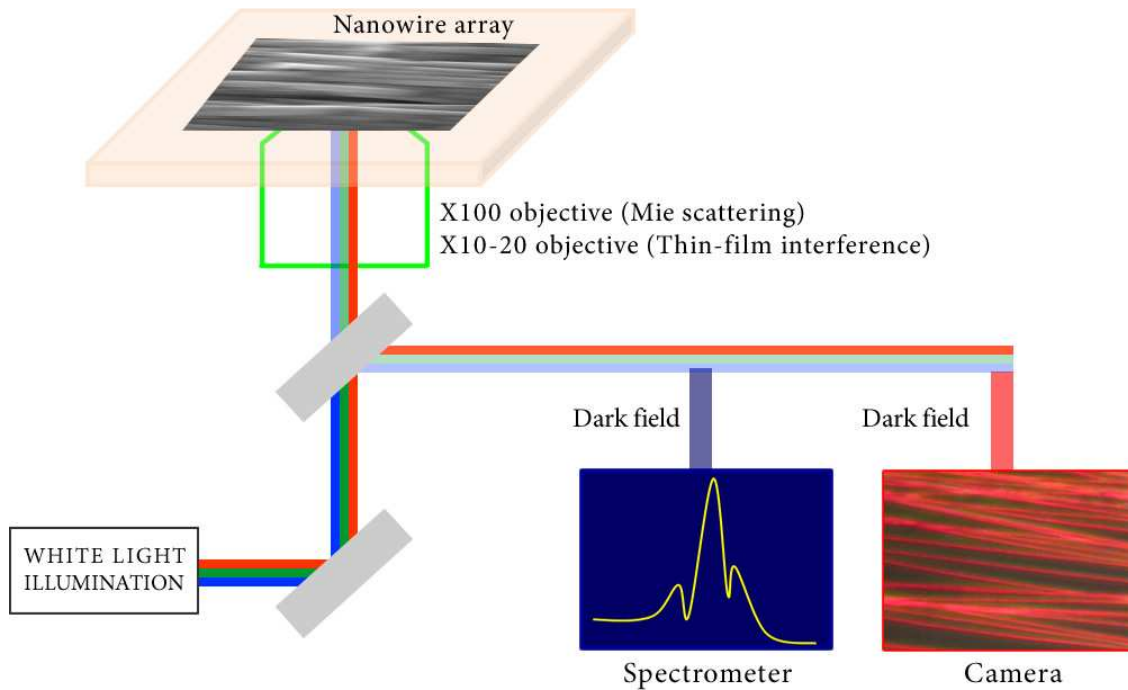 Nanowire array
X100 objective (Mie scattering)
X10-20 objective (Thin-film interference)
Dark field
Dark field
WHITE LIGHT
ILLUMINATION
Spectrometer
Camera